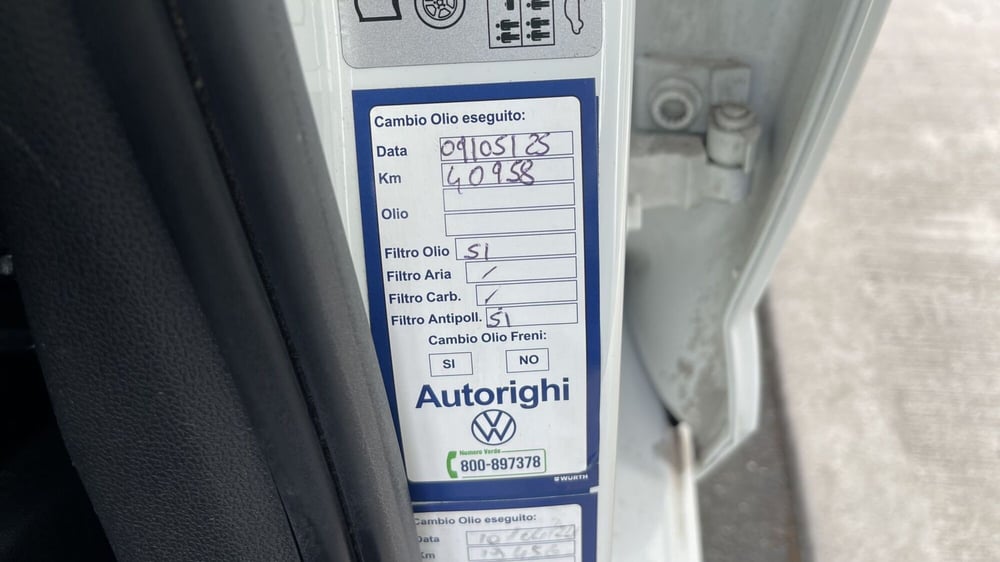 Cambio Olio eseguito:
Data 09/05/25
Km 40958
Olio
Filtro Olio SI
Filtro Aria /
Filtro Carb. /
Filtro Antipoll. SI
Cambio Olio Freni:
SI NO
Autorighi
Numero Verde
800-897378
WÜRTH
Cambio Olio eseguito:
Data
Km